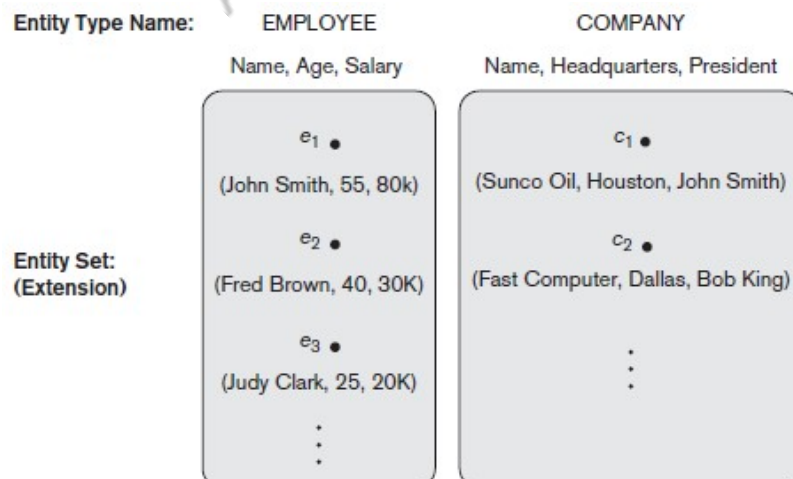 Entity Type Name: EMPLOYEE COMPANY
Name, Age, Salary Name, Headquarters, President
e₁ c₁
(John Smith, 55, 80k) (Sunco Oil, Houston, John Smith)
e₂ c₂
Entity Set:
(Extension)
(Fred Brown, 40, 30K) (Fast Computer, Dallas, Bob King)
e₃
(Judy Clark, 25, 20K)